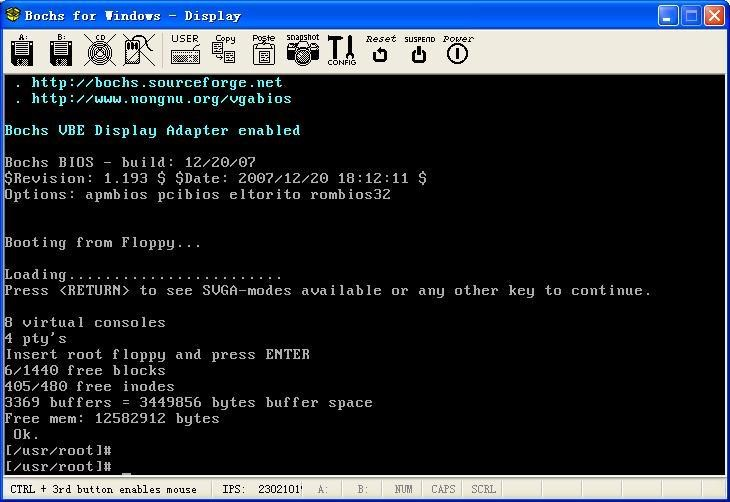 Bochs for Windows - Display
A: B: CD USER Copy Poste snapshot CONFIG Reset SUSPEND Power
. http://bochs.sourceforge.net
. http://www.nongnu.org/vgabios
Bochs VBE Display Adapter enabled
Bochs BIOS - build: 12/20/07
$Revision: 1.193 $ $Date: 2007/12/20 18:12:11 $
Options: apmbios pcibios eltorito rombios32
Booting from Floppy...
Loading.........................
Press <RETURN> to see SVGA-modes available or any other key to continue.
8 virtual consoles
4 pty's
Insert root floppy and press ENTER
6/1440 free blocks
405/480 free inodes
3369 buffers = 3449856 bytes buffer space
Free mem: 12582912 bytes
Ok.
[/usr/root]#
[/usr/root]# _
CTRL + 3rd button enables mouse IPS: A: B: NUM CAPS SCRL